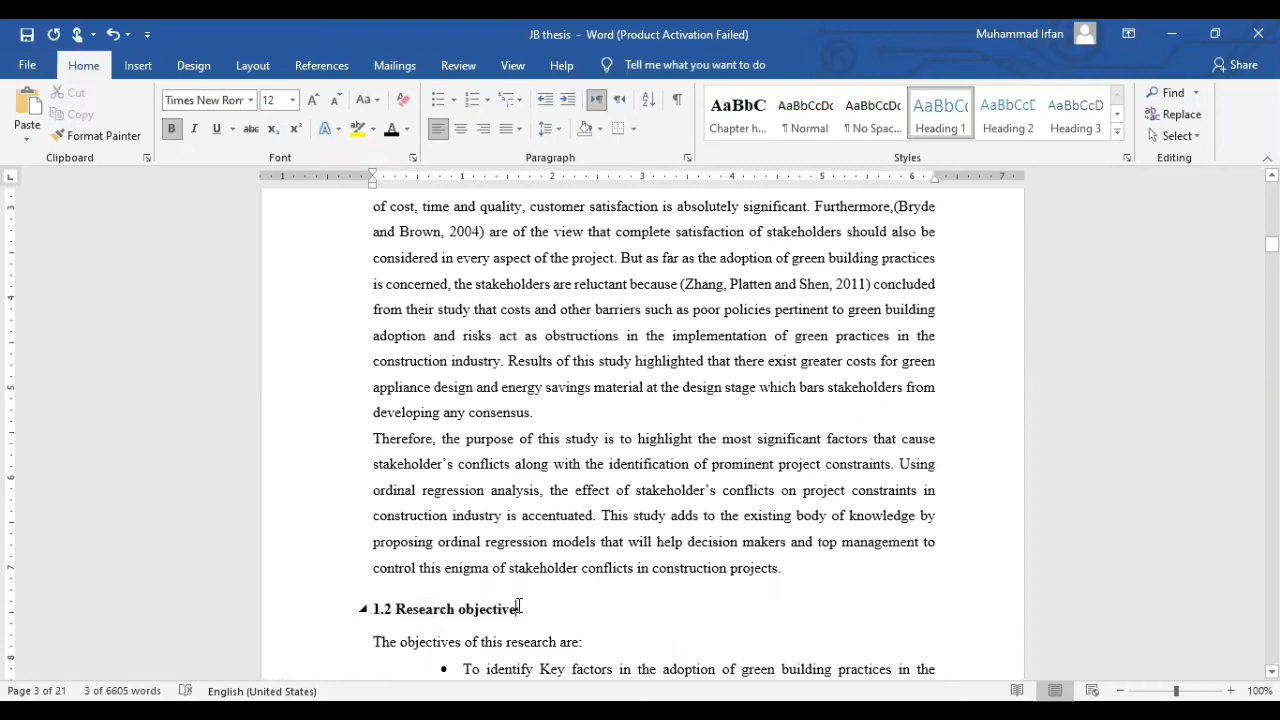 JB thesis - Word (Product Activation Failed)
Muhammad Irfan
File Home Insert Design Layout References Mailings Review View Help Tell me what you want to do Share
Paste
Cut
Copy
Format Painter
Clipboard
Times New Rom 12
Font
Paragraph
AaBbC AaBbCcDc AaBbCcDc AaBbCc AaBbCcDc AaBbCcD
Chapter h... ¶ Normal ¶ No Spac... Heading 1 Heading 2 Heading 3
Styles
Find
Replace
Select
Editing
of cost, time and quality, customer satisfaction is absolutely significant. Furthermore,(Bryde
and Brown, 2004) are of the view that complete satisfaction of stakeholders should also be
considered in every aspect of the project. But as far as the adoption of green building practices
is concerned, the stakeholders are reluctant because (Zhang, Platten and Shen, 2011) concluded
from their study that costs and other barriers such as poor policies pertinent to green building
adoption and risks act as obstructions in the implementation of green practices in the
construction industry. Results of this study highlighted that there exist greater costs for green
appliance design and energy savings material at the design stage which bars stakeholders from
developing any consensus.
Therefore, the purpose of this study is to highlight the most significant factors that cause
stakeholder's conflicts along with the identification of prominent project constraints. Using
ordinal regression analysis, the effect of stakeholder's conflicts on project constraints in
construction industry is accentuated. This study adds to the existing body of knowledge by
proposing ordinal regression models that will help decision makers and top management to
control this enigma of stakeholder conflicts in construction projects.
1.2 Research objective
The objectives of this research are:
• To identify Key factors in the adoption of green building practices in the
Page 3 of 21 3 of 6605 words English (United States) 100%